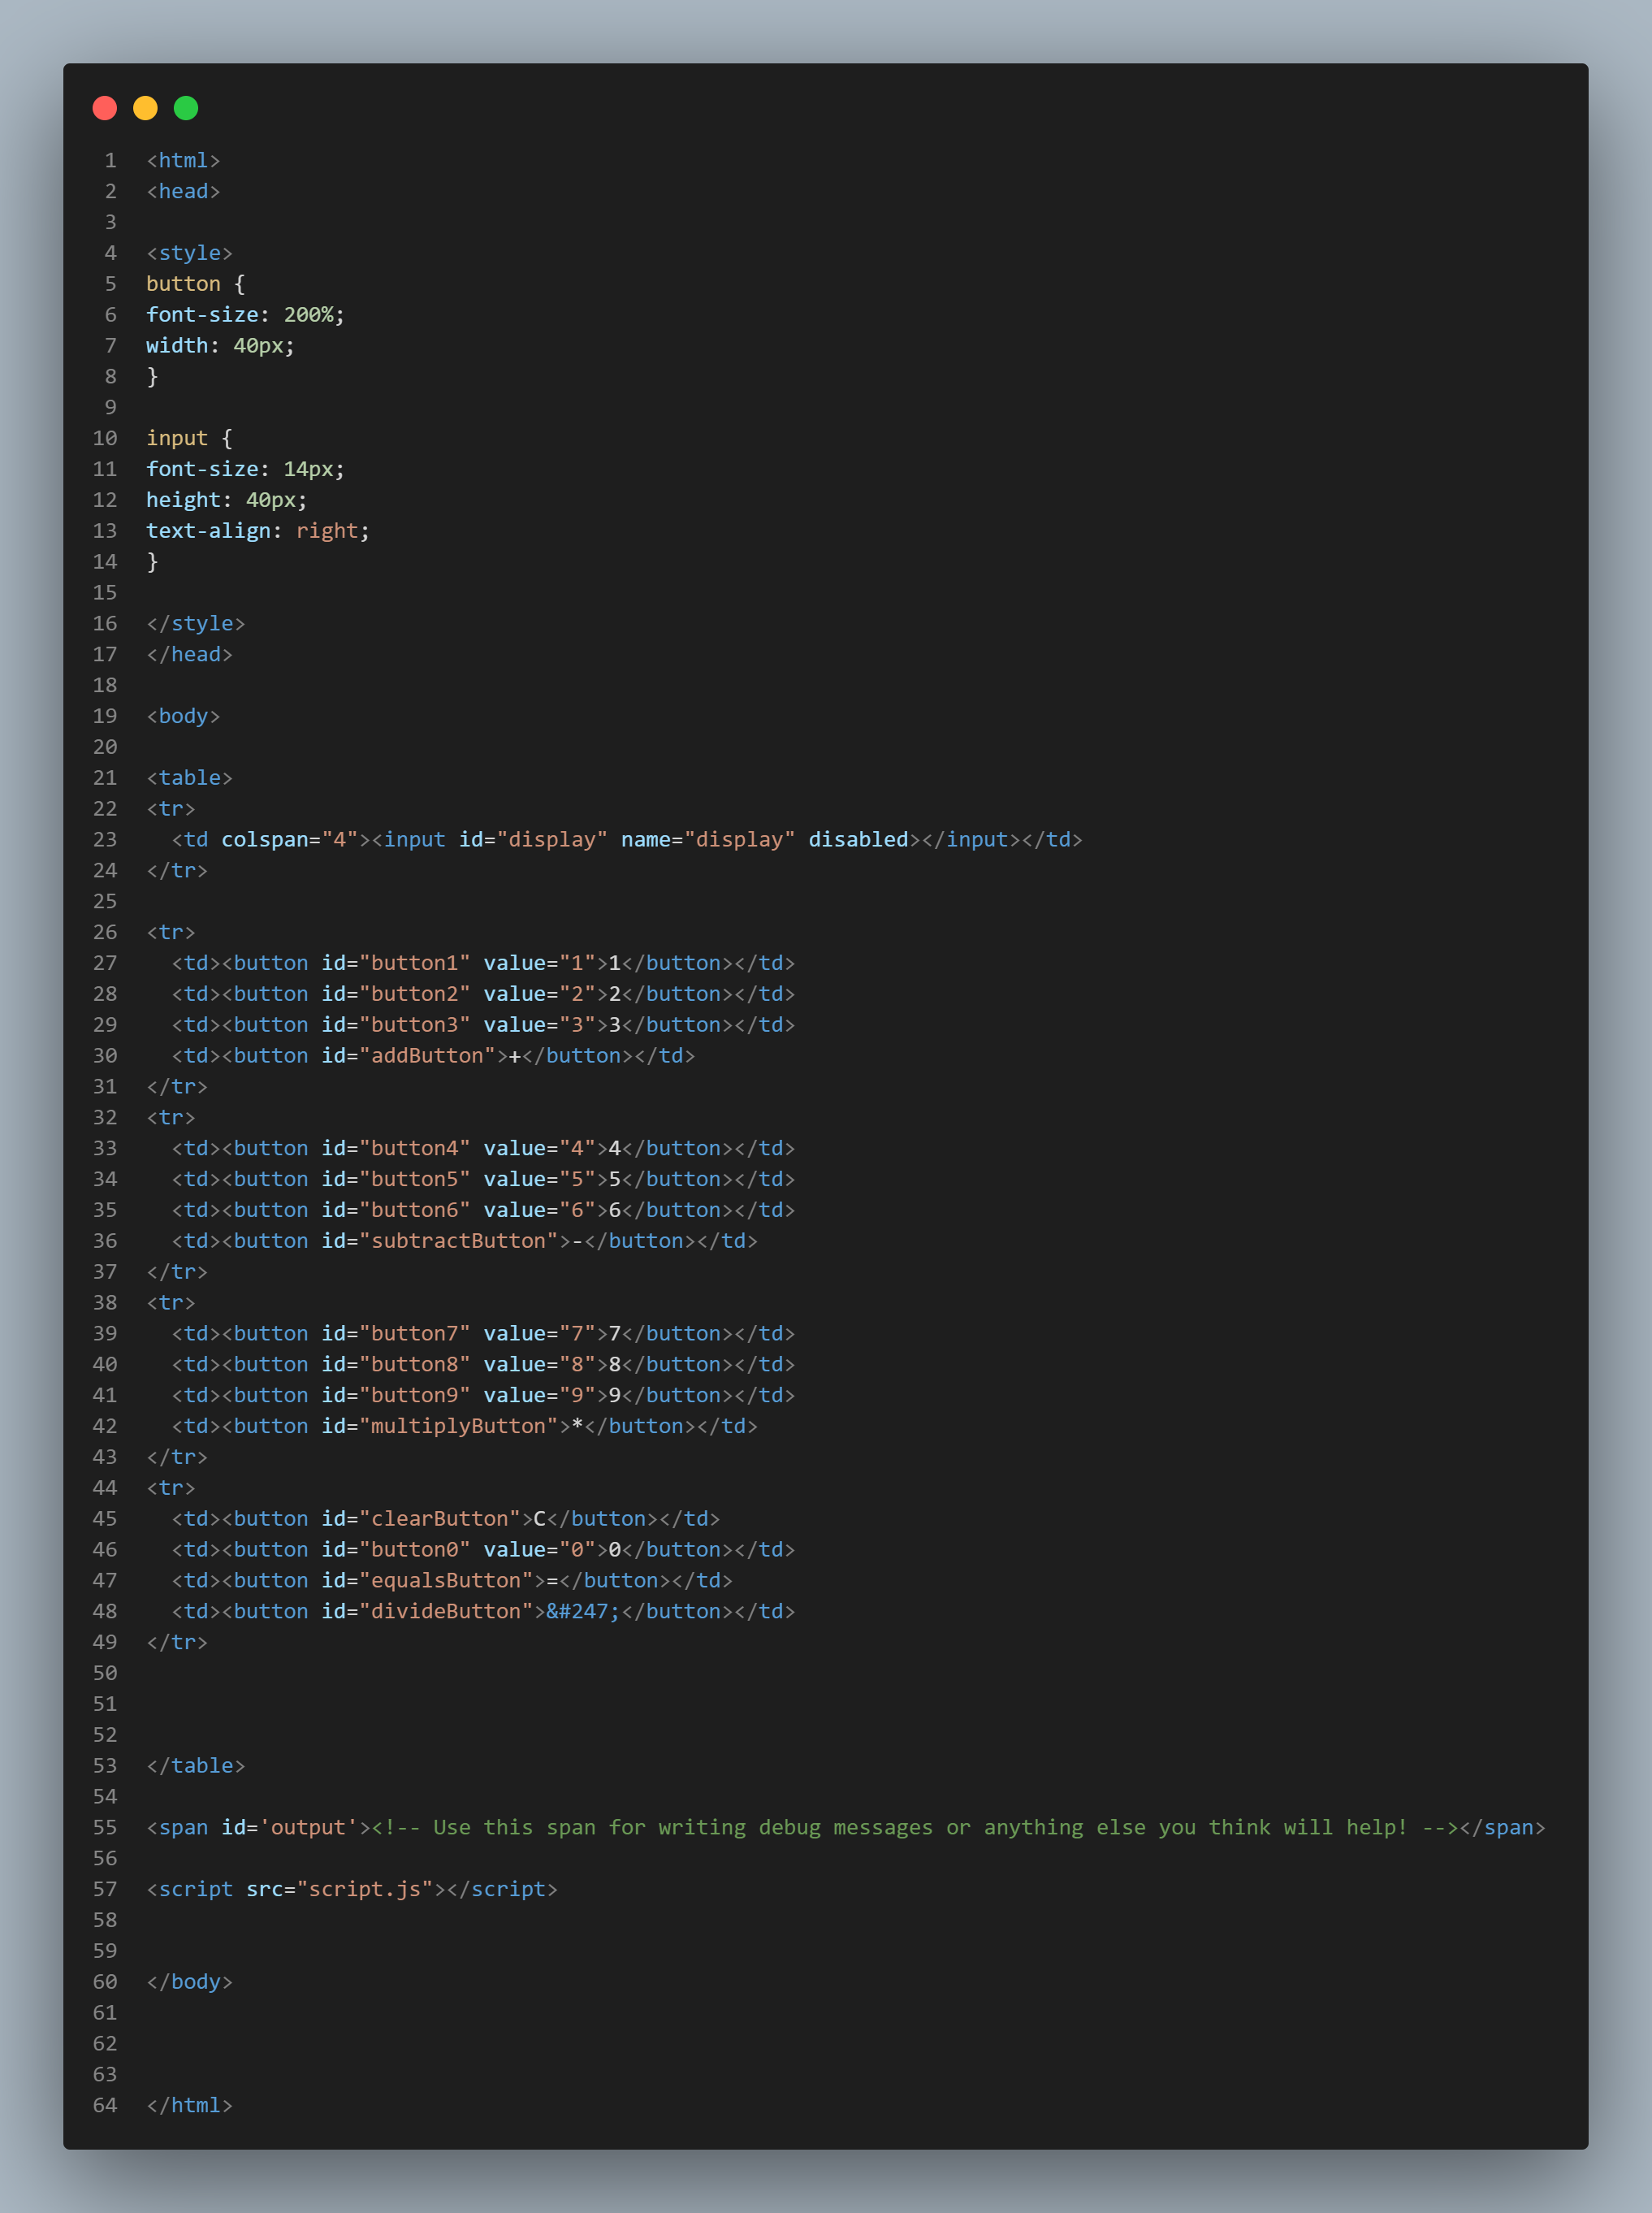 1 <html>
2 <head>
3
4 <style>
5 button {
6 font-size: 200%;
7 width: 40px;
8 }
9
10 input {
11 font-size: 14px;
12 height: 40px;
13 text-align: right;
14 }
15
16 </style>
17 </head>
18
19 <body>
20
21 <table>
22 <tr>
23   <td colspan="4"><input id="display" name="display" disabled></input></td>
24 </tr>
25
26 <tr>
27   <td><button id="button1" value="1">1</button></td>
28   <td><button id="button2" value="2">2</button></td>
29   <td><button id="button3" value="3">3</button></td>
30   <td><button id="addButton">+</button></td>
31 </tr>
32 <tr>
33   <td><button id="button4" value="4">4</button></td>
34   <td><button id="button5" value="5">5</button></td>
35   <td><button id="button6" value="6">6</button></td>
36   <td><button id="subtractButton">-</button></td>
37 </tr>
38 <tr>
39   <td><button id="button7" value="7">7</button></td>
40   <td><button id="button8" value="8">8</button></td>
41   <td><button id="button9" value="9">9</button></td>
42   <td><button id="multiplyButton">*</button></td>
43 </tr>
44 <tr>
45   <td><button id="clearButton">C</button></td>
46   <td><button id="button0" value="0">0</button></td>
47   <td><button id="equalsButton">=</button></td>
48   <td><button id="divideButton">&#247;</button></td>
49 </tr>
50
51
52
53 </table>
54
55 <span id='output'><!-- Use this span for writing debug messages or anything else you think will help! --></span>
56
57 <script src="script.js"></script>
58
59
60 </body>
61
62
63
64 </html>